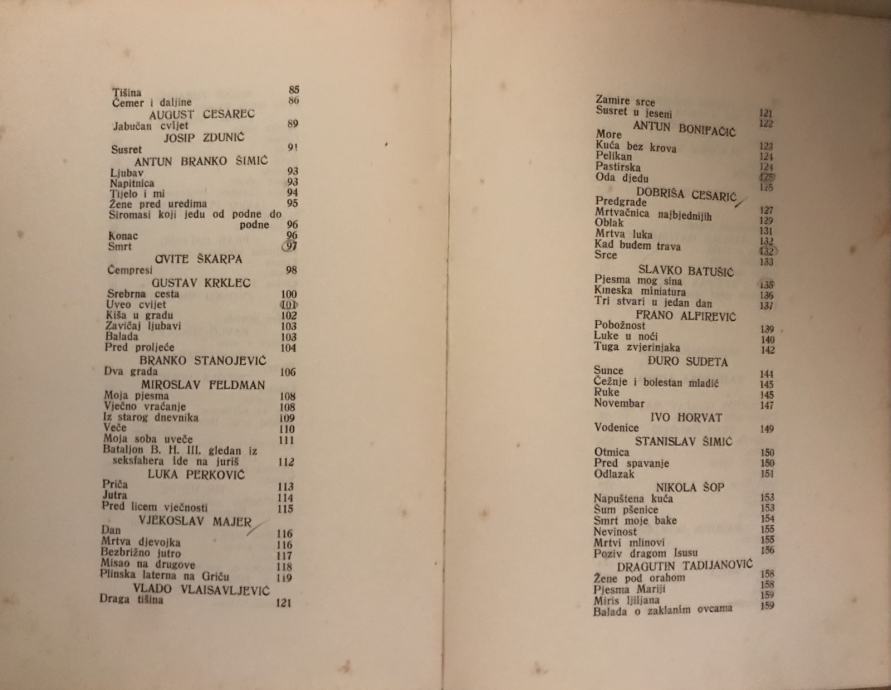 Tišina 85
Čemer i daljine 86
AUGUST CESAREC
Jabučan cvijet 89
JOSIP ZDUNIĆ
Susret 91
ANTUN BRANKO ŠIMIĆ
Ljubav 93
Napitnica 93
Tijelo i mi 94
Žene pred uredima 95
Siromasi koji jedu od podne do
podne 96
Konac 96
Smrt 97
CVITE ŠKARPA
Čempresi 98
GUSTAV KRKLEC
Srebrna cesta 100
Uveo cvijet 101
Kiša u gradu 102
Zavičaj ljubavi 103
Balada 103
Pred proljeće 104
BRANKO STANOJEVIĆ
Dva grada 106
MIROSLAV FELDMAN
Moja pjesma 108
Vječno vraćanje 108
Iz starog dnevnika 109
Veče 110
Moja soba uveče 111
Bataljon B. H. III. gledan iz
seksfahera ide na juriš 112
LUKA PERKOVIĆ
Priča 113
Jutra 114
Pred licem vječnosti 115
VJEKOSLAV MAJER
Dan 116
Mrtva djevojka 116
Bezbrižno jutro 117
Misao na drugove 118
Plinska laterna na Griču 119
VLADO VLAISAVLJEVIĆ
Draga tišina 121
Zamire srce 121
Susret u jeseni 122
ANTUN BONIFAČIĆ
More 123
Kuća bez krova 124
Pelikan 124
Pastirska 125
Oda djedu 125
DOBRIŠA CESARIĆ
Predgrađe 127
Mrtvačnica najbjednijih 129
Oblak 131
Mrtva luka 132
Kad budem trava 132
Srce 133
SLAVKO BATUŠIĆ
Pjesma mog sina 135
Kineska minijatura 136
Tri stvari u jedan dan 137
FRANO ALFIREVIĆ
Pobožnost 139
Luke u noći 140
Tuga zvjerinjaka 142
ĐURO SUDETA
Sunce 144
Čežnje i bolestan mladić 145
Ruke 145
Novembar 147
IVO HORVAT
Vodenice 149
STANISLAV ŠIMIĆ
Otmica 150
Pred spavanje 150
Odlazak 151
NIKOLA ŠOP
Napuštena kuća 153
Šum pšenice 153
Smrt moje bake 154
Nevinost 155
Mrtvi mlinovi 155
Poziv dragom Isusu 156
DRAGUTIN TADIJANOVIĆ
Žene pod orahom 158
Pjesma Mariji 158
Miris ljiljana 159
Balada o zaklanim ovcama 159